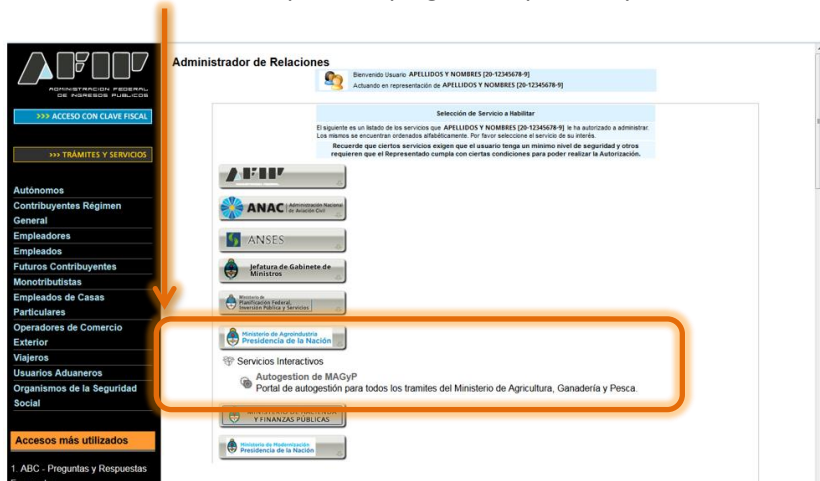 AFIP
ADMINISTRACION FEDERAL
DE INGRESOS PUBLICOS
>>> ACCESO CON CLAVE FISCAL
>>> TRÁMITES Y SERVICIOS
Autónomos
Contribuyentes Régimen
General
Empleadores
Empleados
Futuros Contribuyentes
Monotributistas
Empleados de Casas
Particulares
Operadores de Comercio
Exterior
Viajeros
Usuarios Aduaneros
Organismos de la Seguridad
Social
Accesos más utilizados
1. ABC - Preguntas y Respuestas
Administrador de Relaciones
Bienvenido Usuario APELLIDOS Y NOMBRES [20-12345678-9]
Actuando en representación de APELLIDOS Y NOMBRES [20-12345678-9]
Selección de Servicio a Habilitar
El siguiente es un listado de los servicios que APELLIDOS Y NOMBRES [20-12345678-9] le ha autorizado a administrar.
Los mismos se encuentran ordenados alfabéticamente. Por favor seleccione el servicio de su interés.
Recuerde que ciertos servicios exigen que el usuario tenga un mínimo nivel de seguridad y otros
requieren que el Representado cumpla con ciertas condiciones para poder realizar la Autorización.
AFIP
ANAC Administración Nacional
de Aviación Civil
ANSES
Jefatura de Gabinete de
Ministros
Ministerio de
Planificación Federal,
Inversión Pública y Servicios
Ministerio de Agroindustria
Presidencia de la Nación
Servicios Interactivos
Autogestion de MAGyP
Portal de autogestión para todos los tramites del Ministerio de Agricultura, Ganadería y Pesca.
MINISTERIO DE HACIENDA
Y FINANZAS PÚBLICAS
Ministerio de Modernización
Presidencia de la Nación